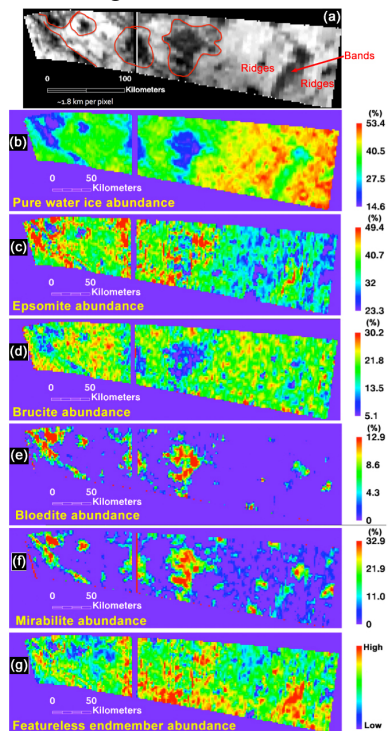 (a)
Bands
Ridges
Ridges
0 100
Kilometers
~1.8 km per pixel
(%)
53.4
40.5
27.5
14.6
(b)
0 50
Kilometers
Pure water ice abundance
(%)
49.4
40.7
32
23.3
(c)
0 50
Kilometers
Epsomite abundance
(%)
30.2
21.8
13.5
5.1
(d)
0 50
Kilometers
Brucite abundance
(%)
12.9
8.6
4.3
0
(e)
0 50
Kilometers
Bloedite abundance
(%)
32.9
21.9
11.0
0
(f)
0 50
Kilometers
Mirabilite abundance
High
Low
(g)
0 50
Kilometers
Featureless endmember abundance